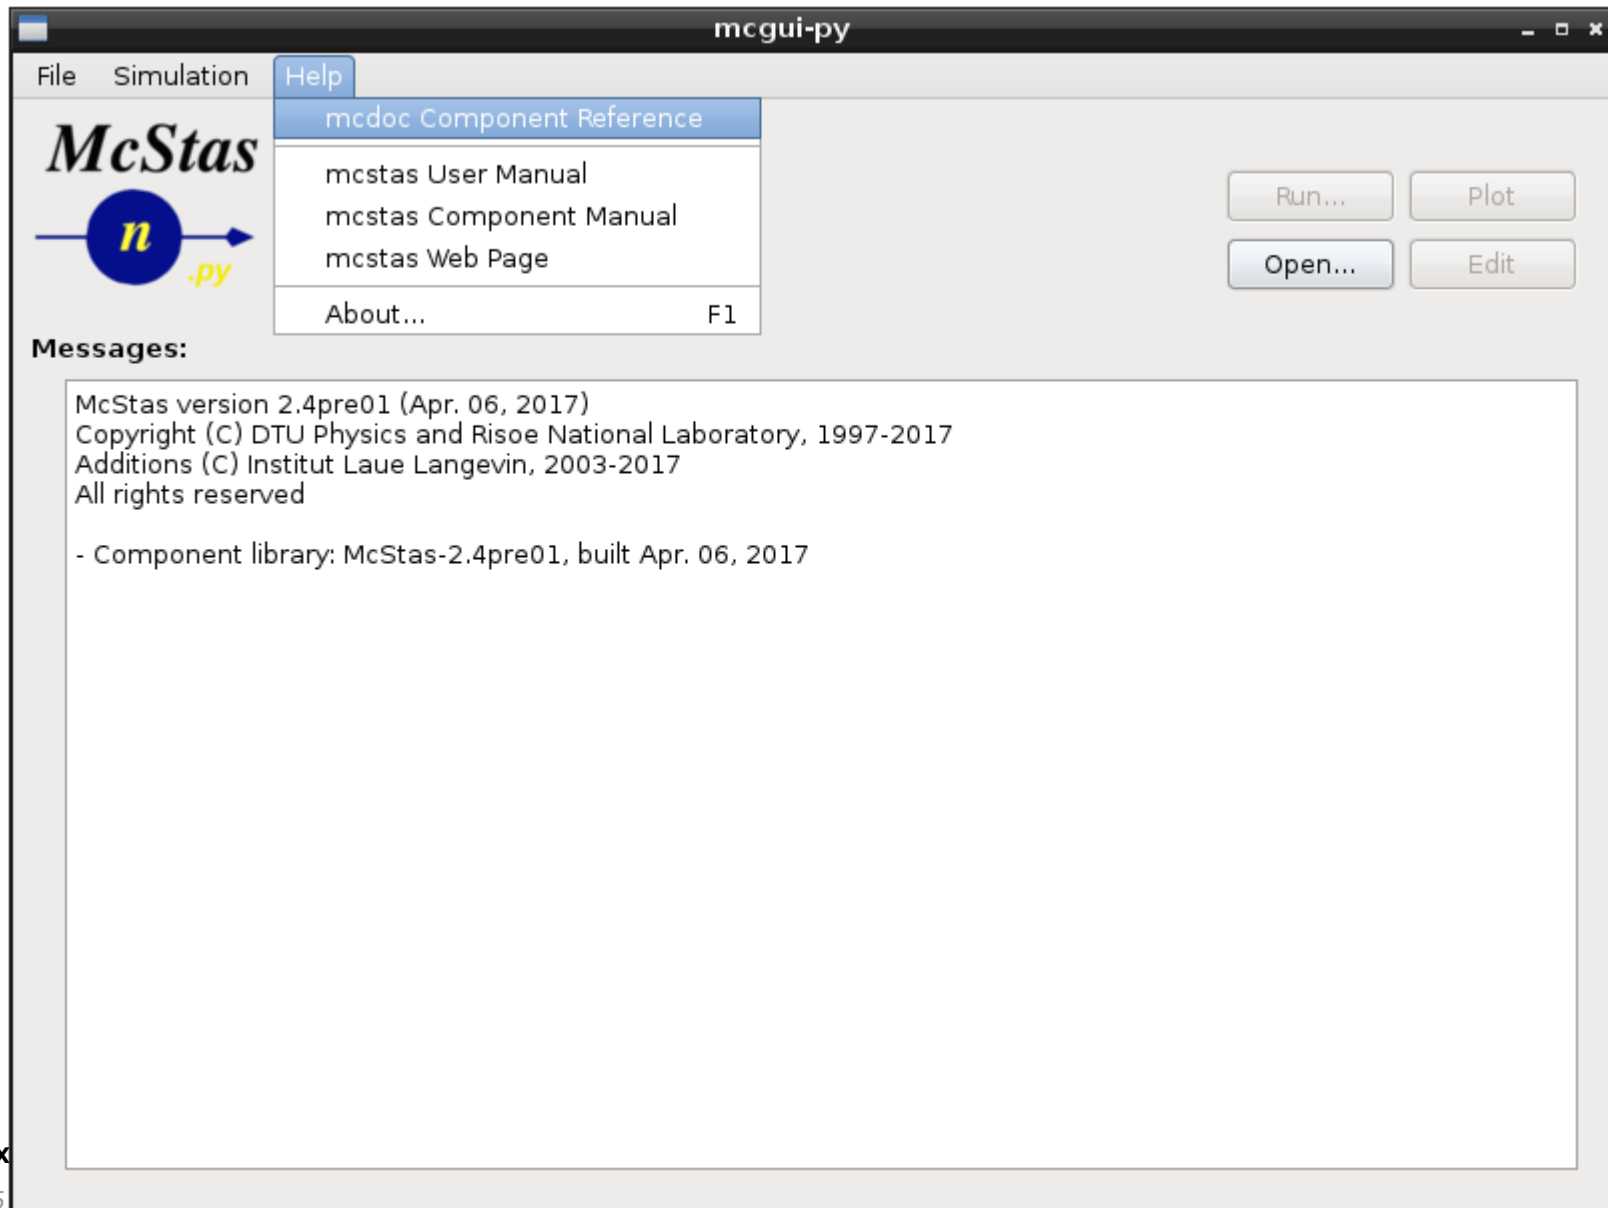 mcgui-py
File Simulation Help
mcdoc Component Reference
mcstas User Manual
mcstas Component Manual
mcstas Web Page
About... F1
McStas
n
.py
Run... Plot
Open... Edit
Messages:
McStas version 2.4pre01 (Apr. 06, 2017)
Copyright (C) DTU Physics and Risoe National Laboratory, 1997-2017
Additions (C) Institut Laue Langevin, 2003-2017
All rights reserved
- Component library: McStas-2.4pre01, built Apr. 06, 2017
x